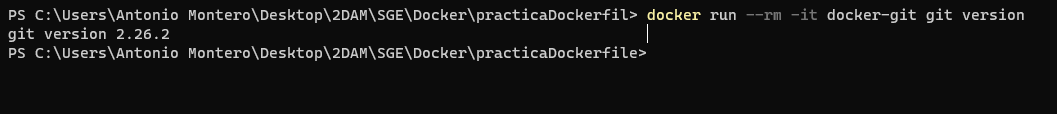 PS C:\Users\Antonio Montero\Desktop\2DAM\SGE\Docker\practicaDockerfil> docker run --rm -it docker-git git version
git version 2.26.2
PS C:\Users\Antonio Montero\Desktop\2DAM\SGE\Docker\practicaDockerfile>